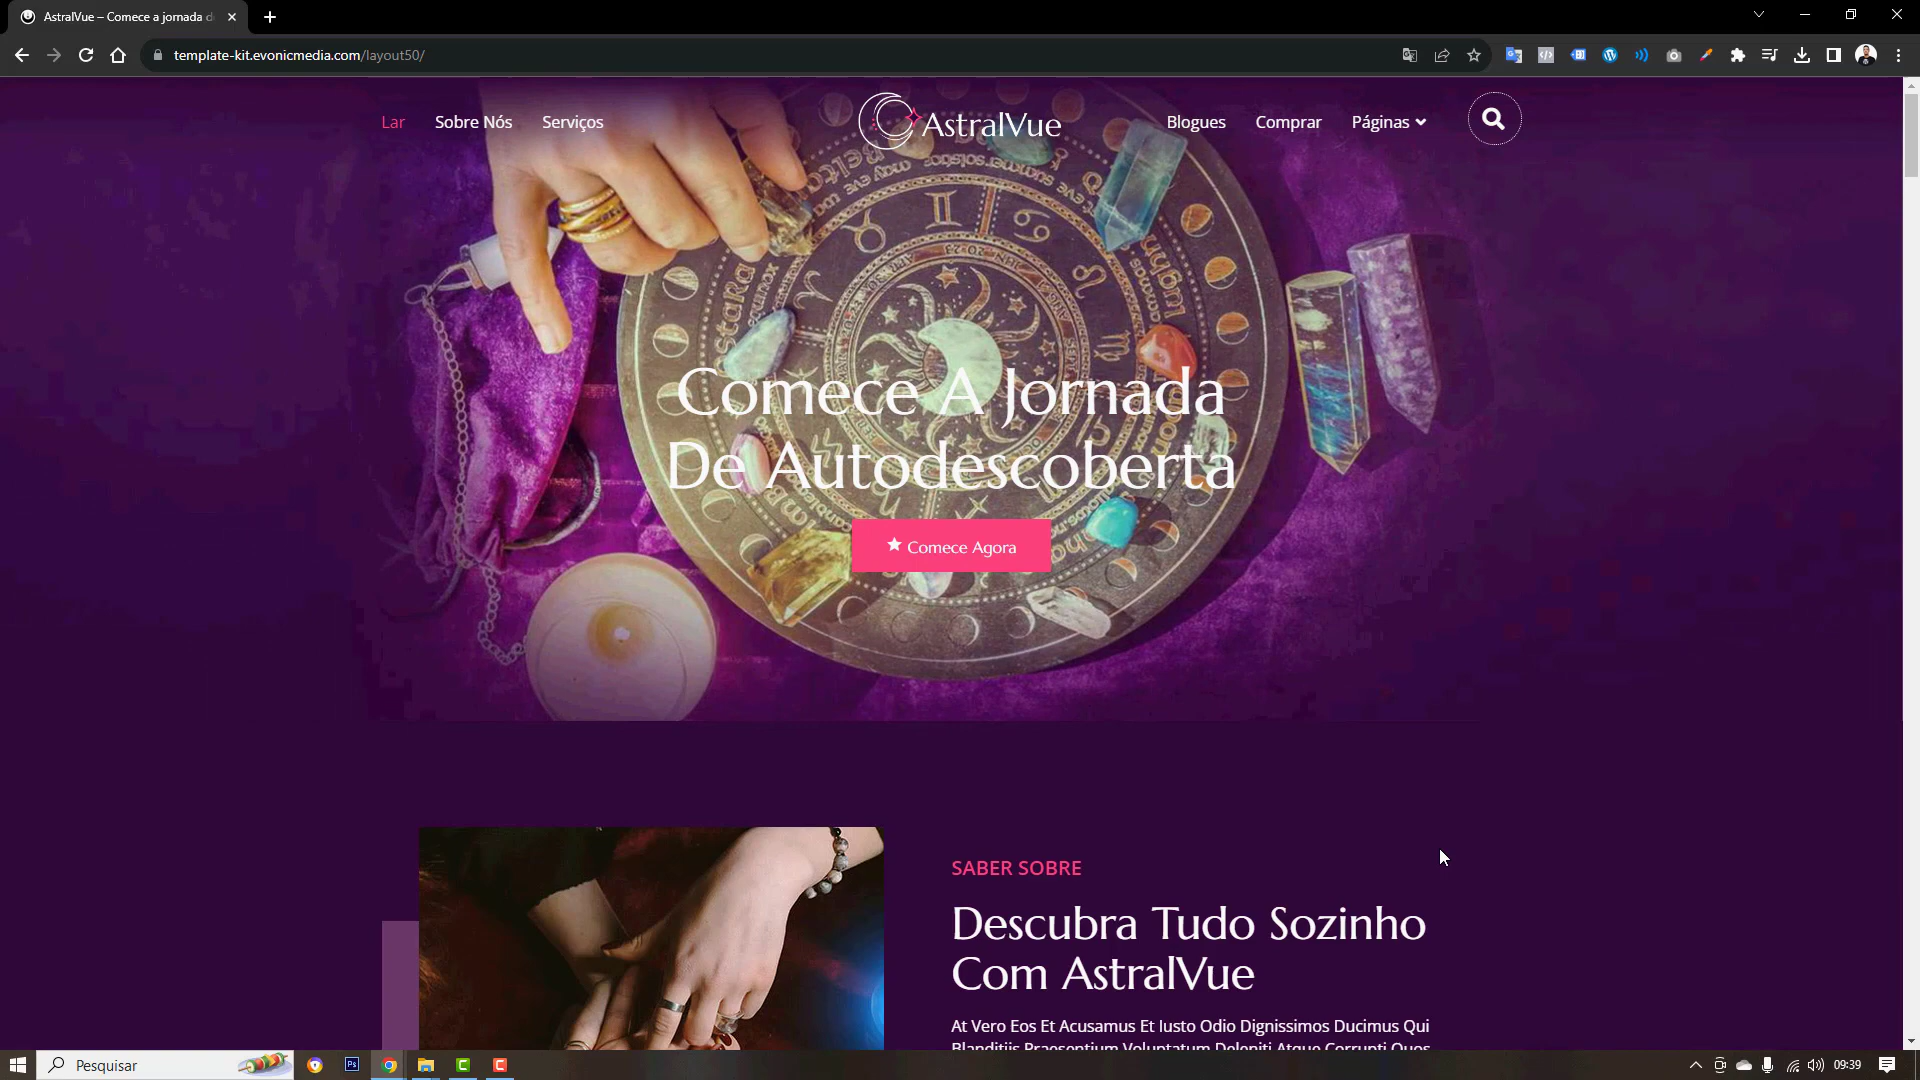 AstralVue – Comece a jornada d
template-kit.evonicmedia.com/layout50/
Lar
Sobre Nós
Serviços
AstralVue
Blogues
Comprar
Páginas
Comece A Jornada
De Autodescoberta
Comece Agora
SABER SOBRE
Descubra Tudo Sozinho
Com AstralVue
At Vero Eos Et Acusamus Et Iusto Odio Dignissimos Ducimus Qui
Blanditiis Praesentium Voluptatum Deleniti Atque Corrupti Quos
Pesquisar
Ps
09:39